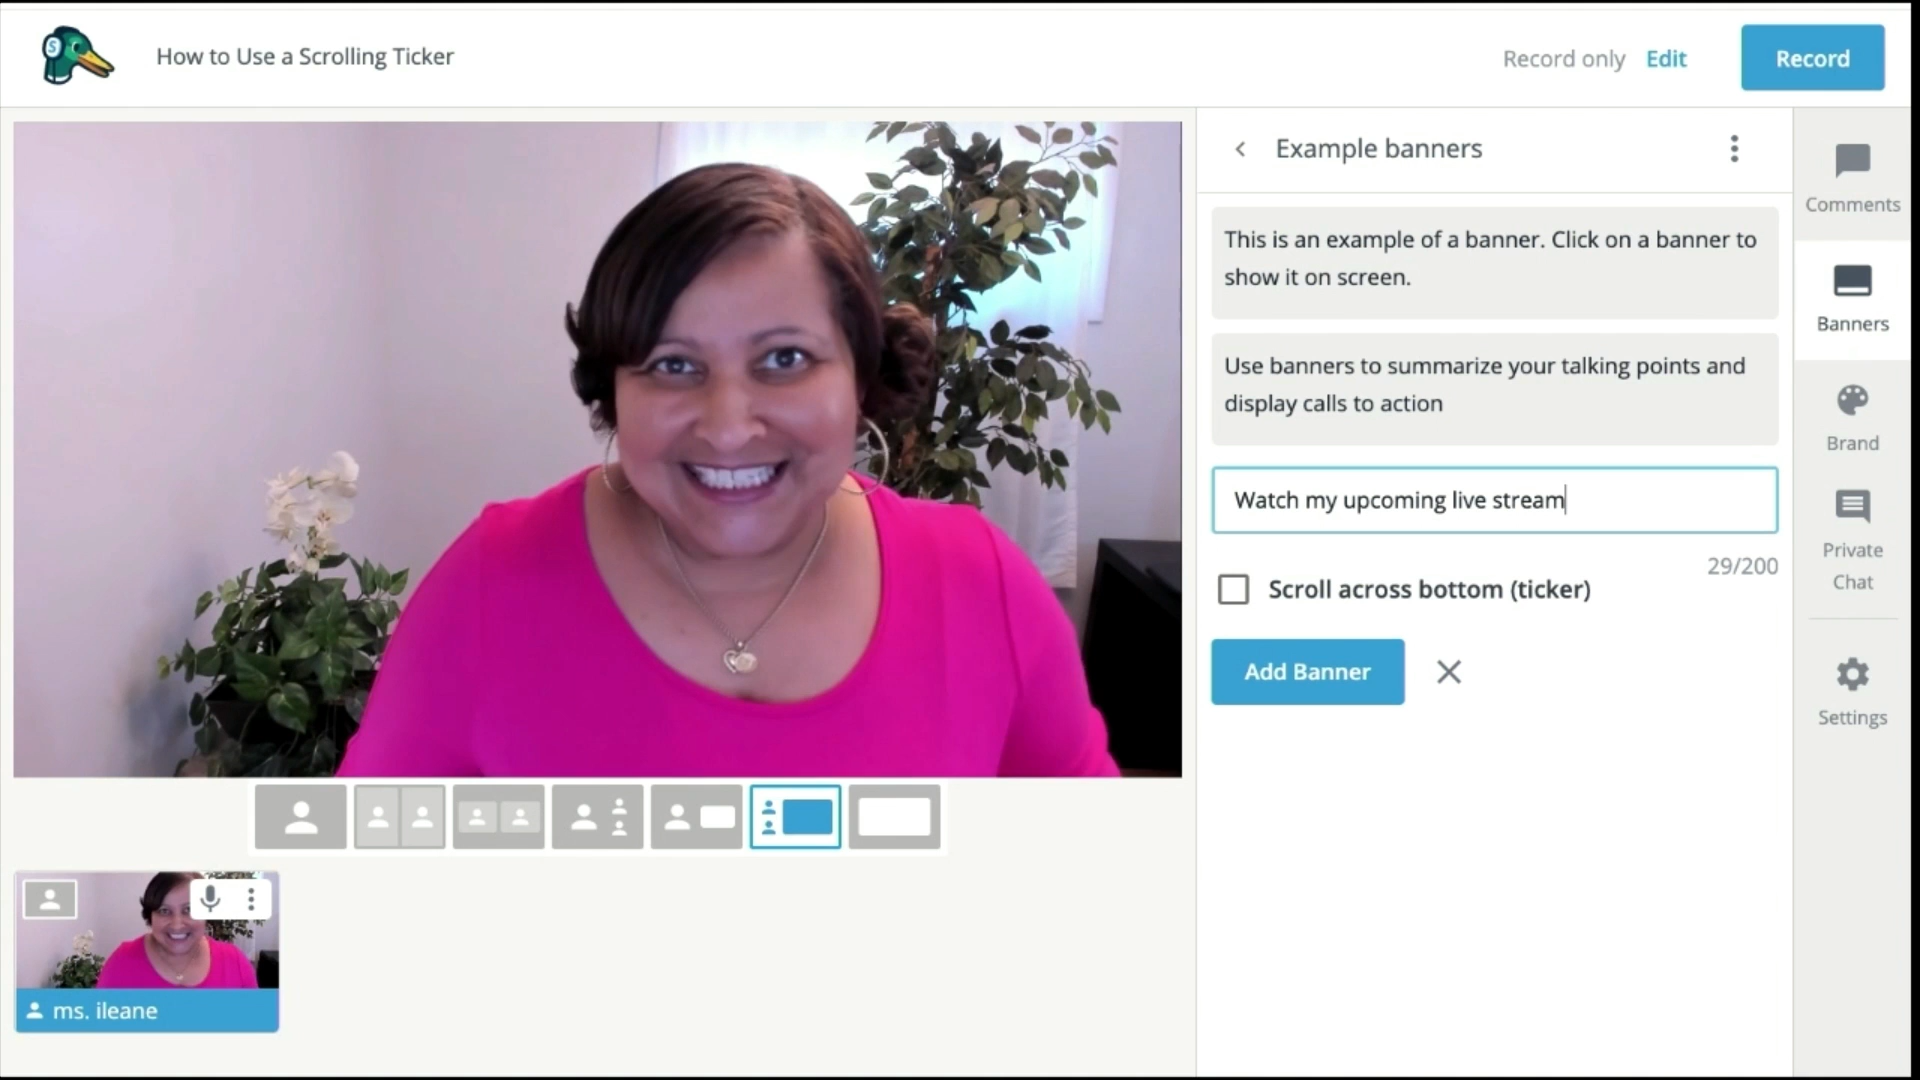 How to Use a Scrolling Ticker
Record only
Edit
Record
Example banners
This is an example of a banner. Click on a banner to
show it on screen.
Use banners to summarize your talking points and
display calls to action
Watch my upcoming live stream
29/200
Scroll across bottom (ticker)
Add Banner
Comments
Banners
Brand
Private
Chat
Settings
ms. ileane
S